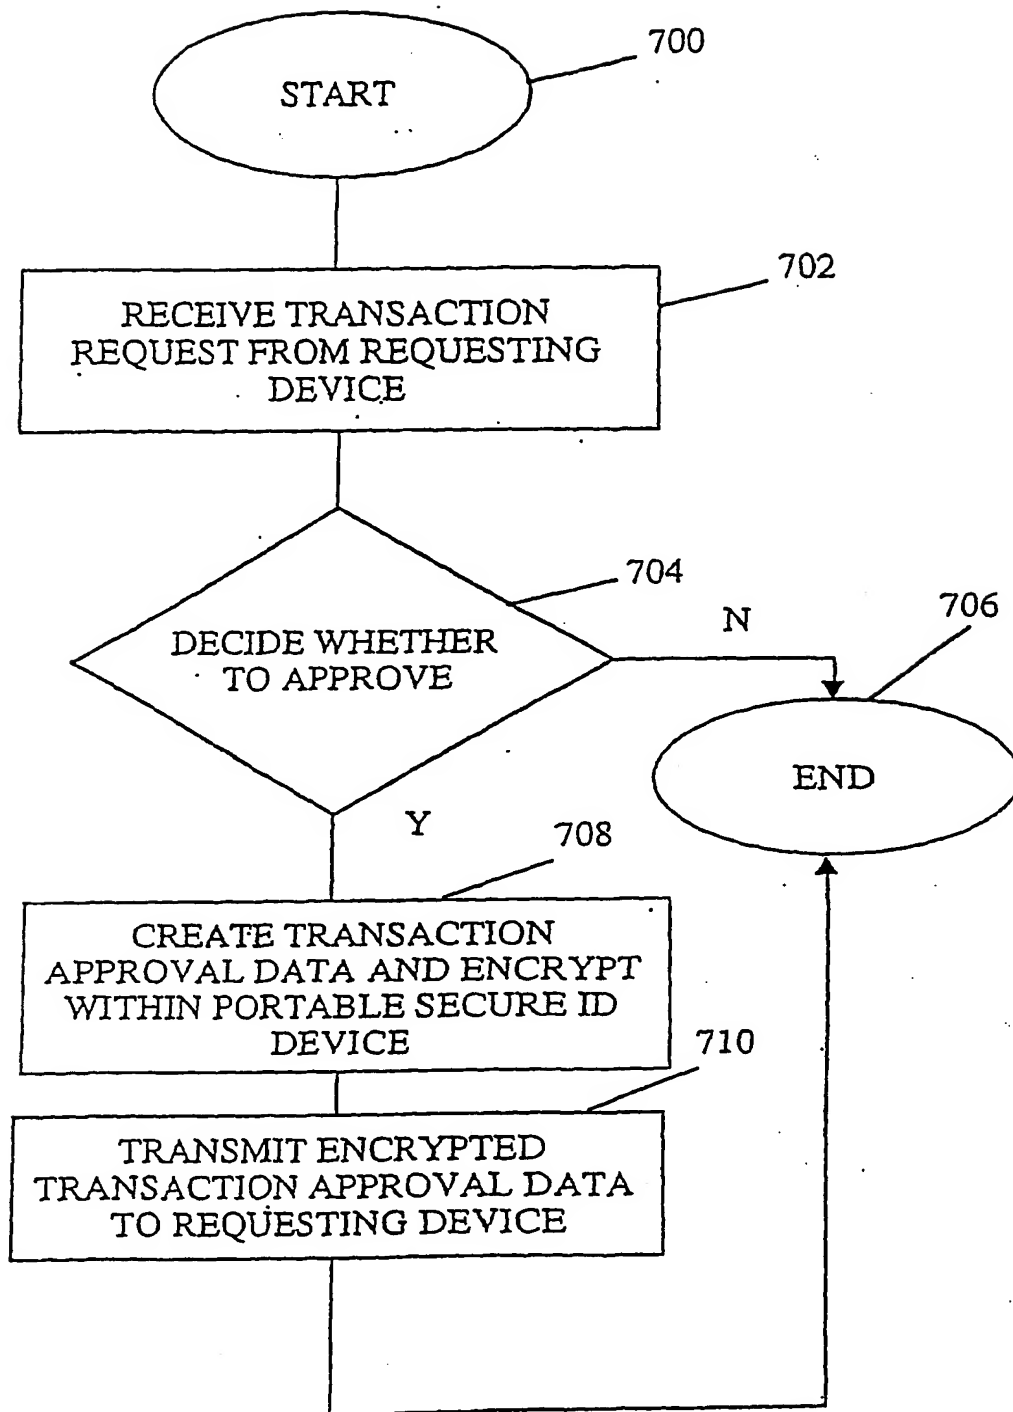 700
START
702
RECEIVE TRANSACTION
REQUEST FROM REQUESTING
DEVICE
704
N
706
DECIDE WHETHER
TO APPROVE
END
Y
708
CREATE TRANSACTION
APPROVAL DATA AND ENCRYPT
WITHIN PORTABLE SECURE ID
DEVICE
710
TRANSMIT ENCRYPTED
TRANSACTION APPROVAL DATA
TO REQUESTING DEVICE